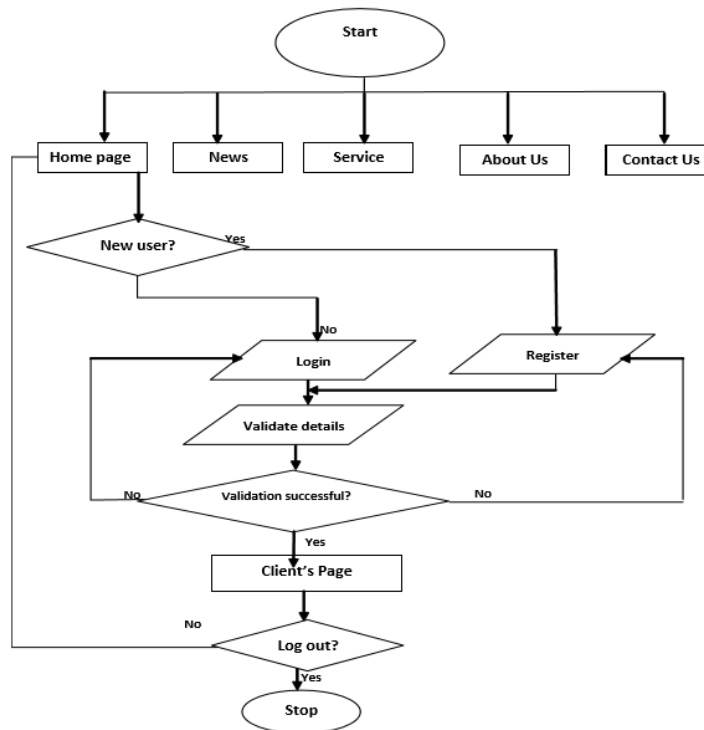 Start
Home page
News
Service
About Us
Contact Us
New user?
Yes
No
Login
Register
Validate details
No
Validation successful?
No
Yes
Client's Page
No
Log out?
Yes
Stop